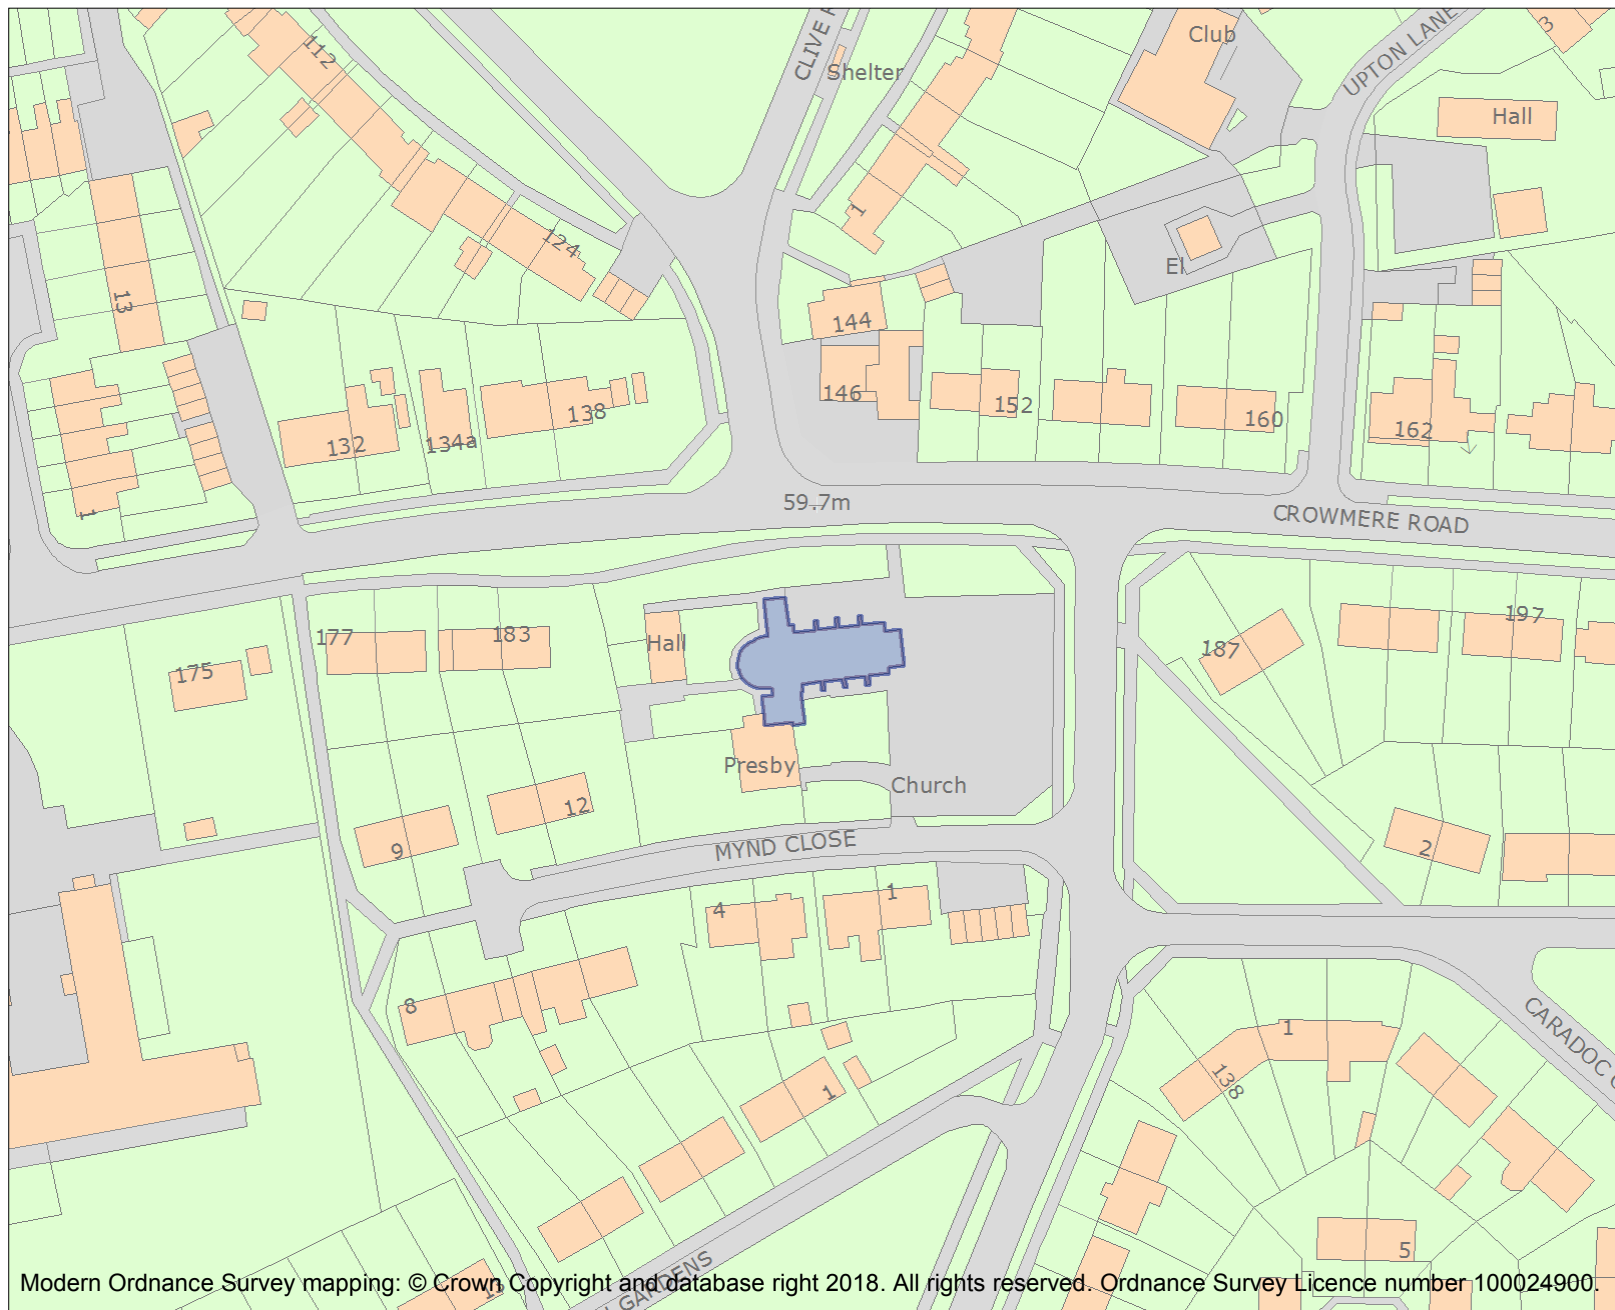 CLIVE
Club
UPTON LANE
3
112
Shelter
Hall
1
124
El
13
144
146
152
160
132
134a
138
162
1
59.7m
CROWMERE ROAD
177
183
Hall
187
197
175
Presby
Church
12
9
MYND CLOSE
2
4
1
8
CARADOC
1
138
1
5
GARDENS
Modern Ordnance Survey mapping: © Crown Copyright and database right 2018. All rights reserved. Ordnance Survey Licence number 100024900.